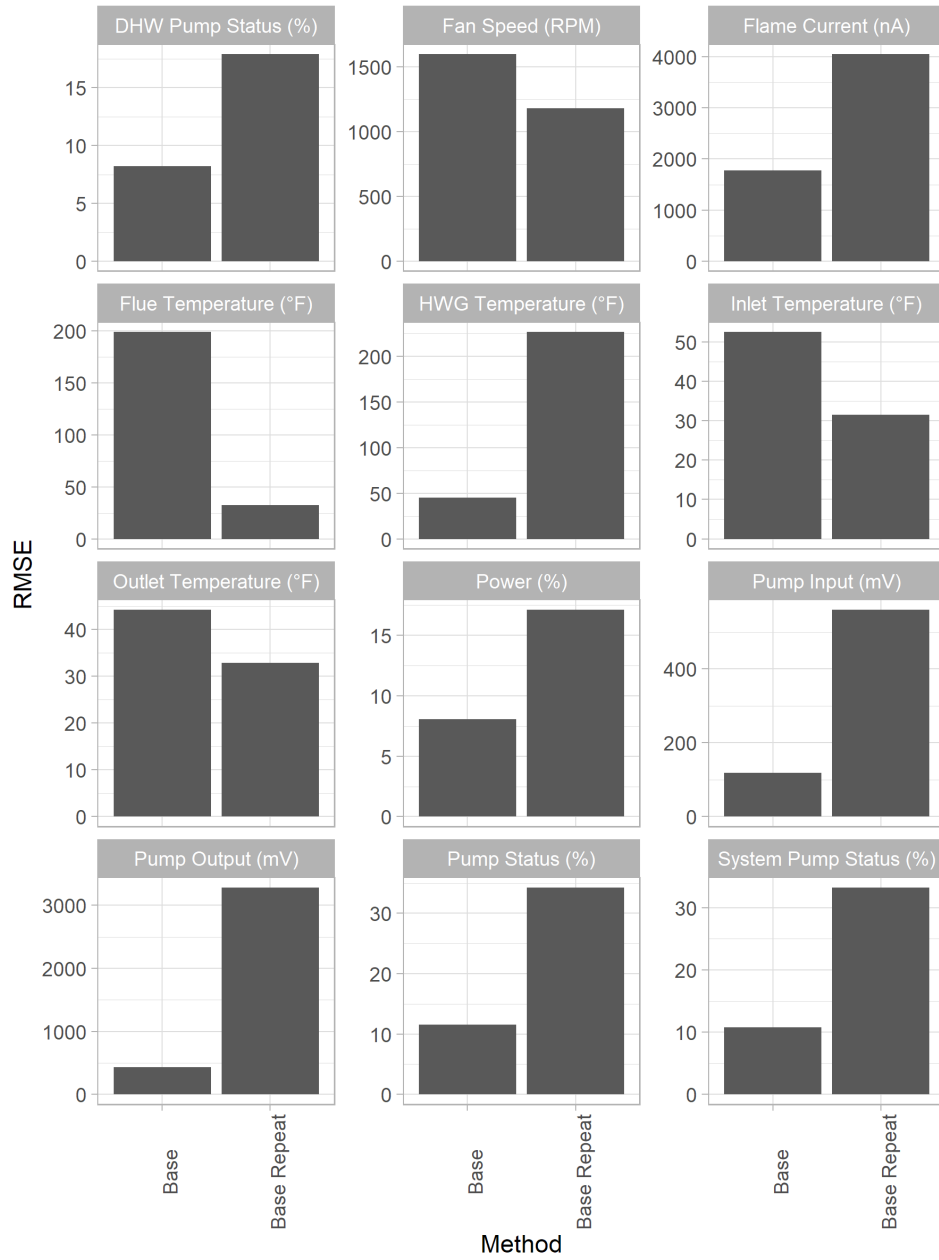 DHW Pump Status (%)
Fan Speed (RPM)
Flame Current (nA)
15
10
5
0
1500
1000
500
0
4000
3000
2000
1000
0
Flue Temperature (°F)
HWG Temperature (°F)
Inlet Temperature (°F)
200
150
100
50
0
200
150
100
50
0
50
40
30
20
10
0
RMSE
Outlet Temperature (°F)
Power (%)
Pump Input (mV)
40
30
20
10
0
15
10
5
0
400
200
0
Pump Output (mV)
Pump Status (%)
System Pump Status (%)
3000
2000
1000
0
30
20
10
0
30
20
10
0
Base
Base Repeat
Base
Base Repeat
Base
Base Repeat
Method